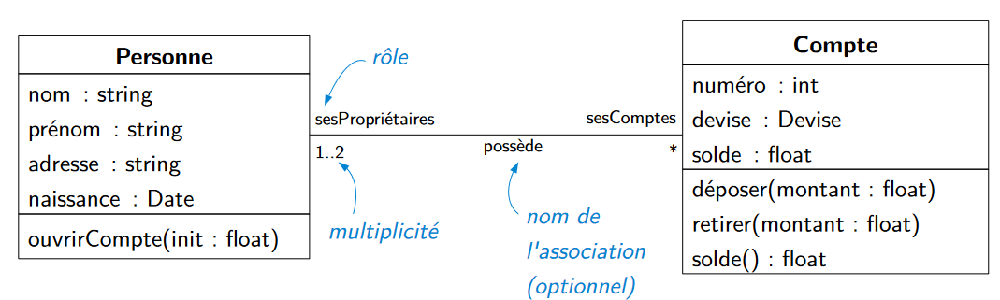 Personne
nom : string
prénom : string
adresse : string
naissance : Date
ouvrirCompte(init : float)
rôle
sesPropriétaires
1..2
multiplicité
possède
nom de
l'association
(optionnel)
sesComptes
*
Compte
numéro : int
devise : Devise
solde : float
déposer(montant : float)
retirer(montant : float)
solde() : float